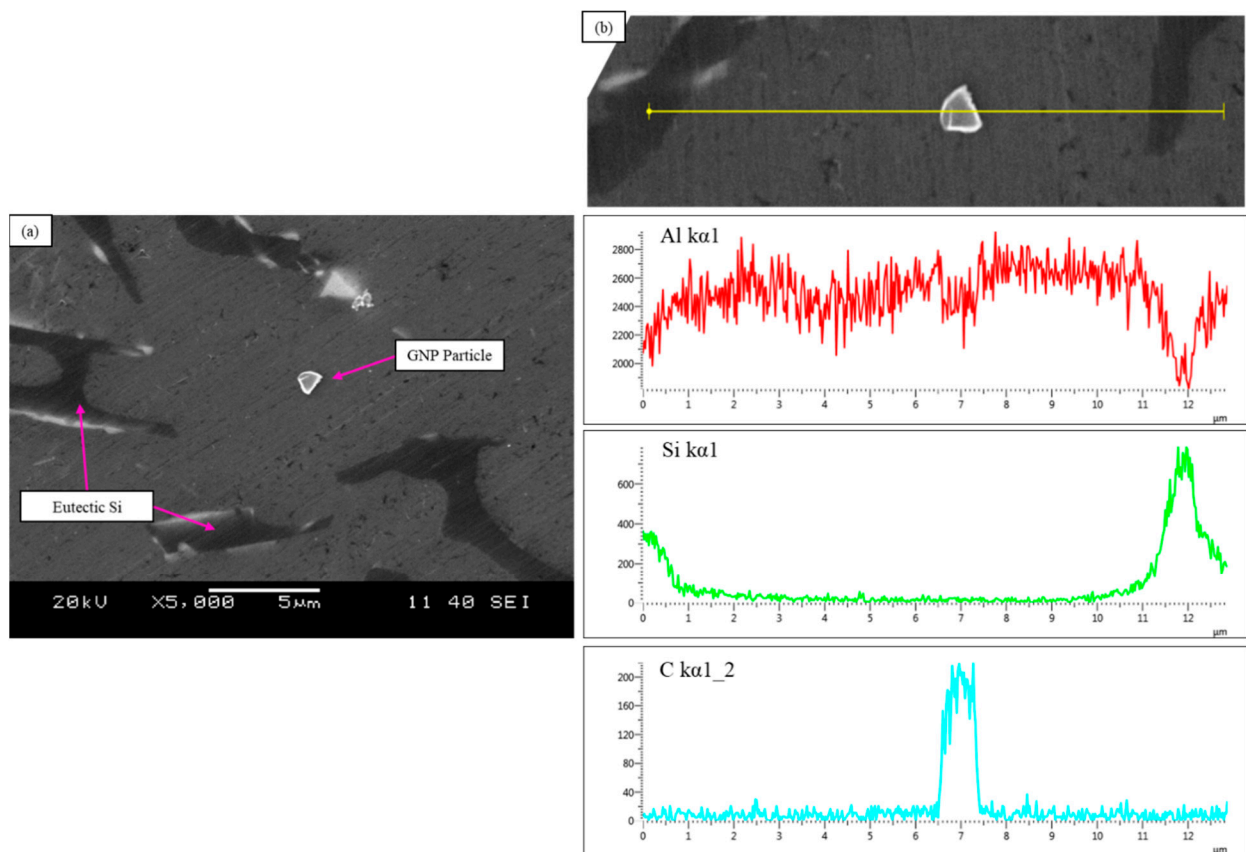 (b)
(a)
GNP Particle
Eutectic Si
20kV X5,000 5μm 11 40 SEI
Al kα1
2800
2600
2400
2200
2000
0 1 2 3 4 5 6 7 8 9 10 11 12
μm
Si kα1
600
400
200
0
0 1 2 3 4 5 6 7 8 9 10 11 12
μm
C kα1_2
200
160
120
80
40
0
0 1 2 3 4 5 6 7 8 9 10 11 12
μm